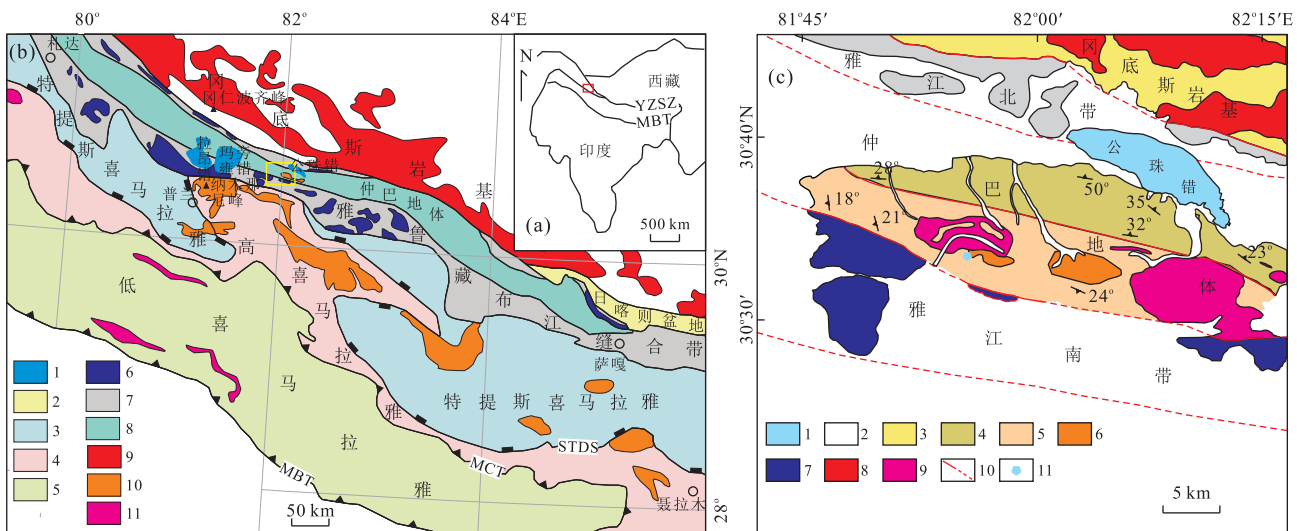 80°
82°
84°E
(b)
札达
特提斯喜马拉雅
冈底斯岩基
冈仁波齐峰
拉昂错
玛旁雍错
公珠错
纳木那尼峰
普兰
仲巴地体
雅鲁藏布江缝合带
高喜马拉雅
低喜马拉雅
日喀则盆地
萨嘎
特提斯喜马拉雅
STDS
MCT
MBT
聂拉木
30°N
28°
50 km
1
2
3
4
5
6
7
8
9
10
11
N
西藏
YZSZ
MBT
印度
(a)
500 km
81°45′
82°00′
82°15′E
(c)
30°40′N
30°30′
雅江北带
冈底斯岩基
公珠错
仲巴地体
雅江南带
28°
50°
18°
21°
35°
32°
23°
24°
1
2
3
4
5
6
7
8
9
10
11
5 km